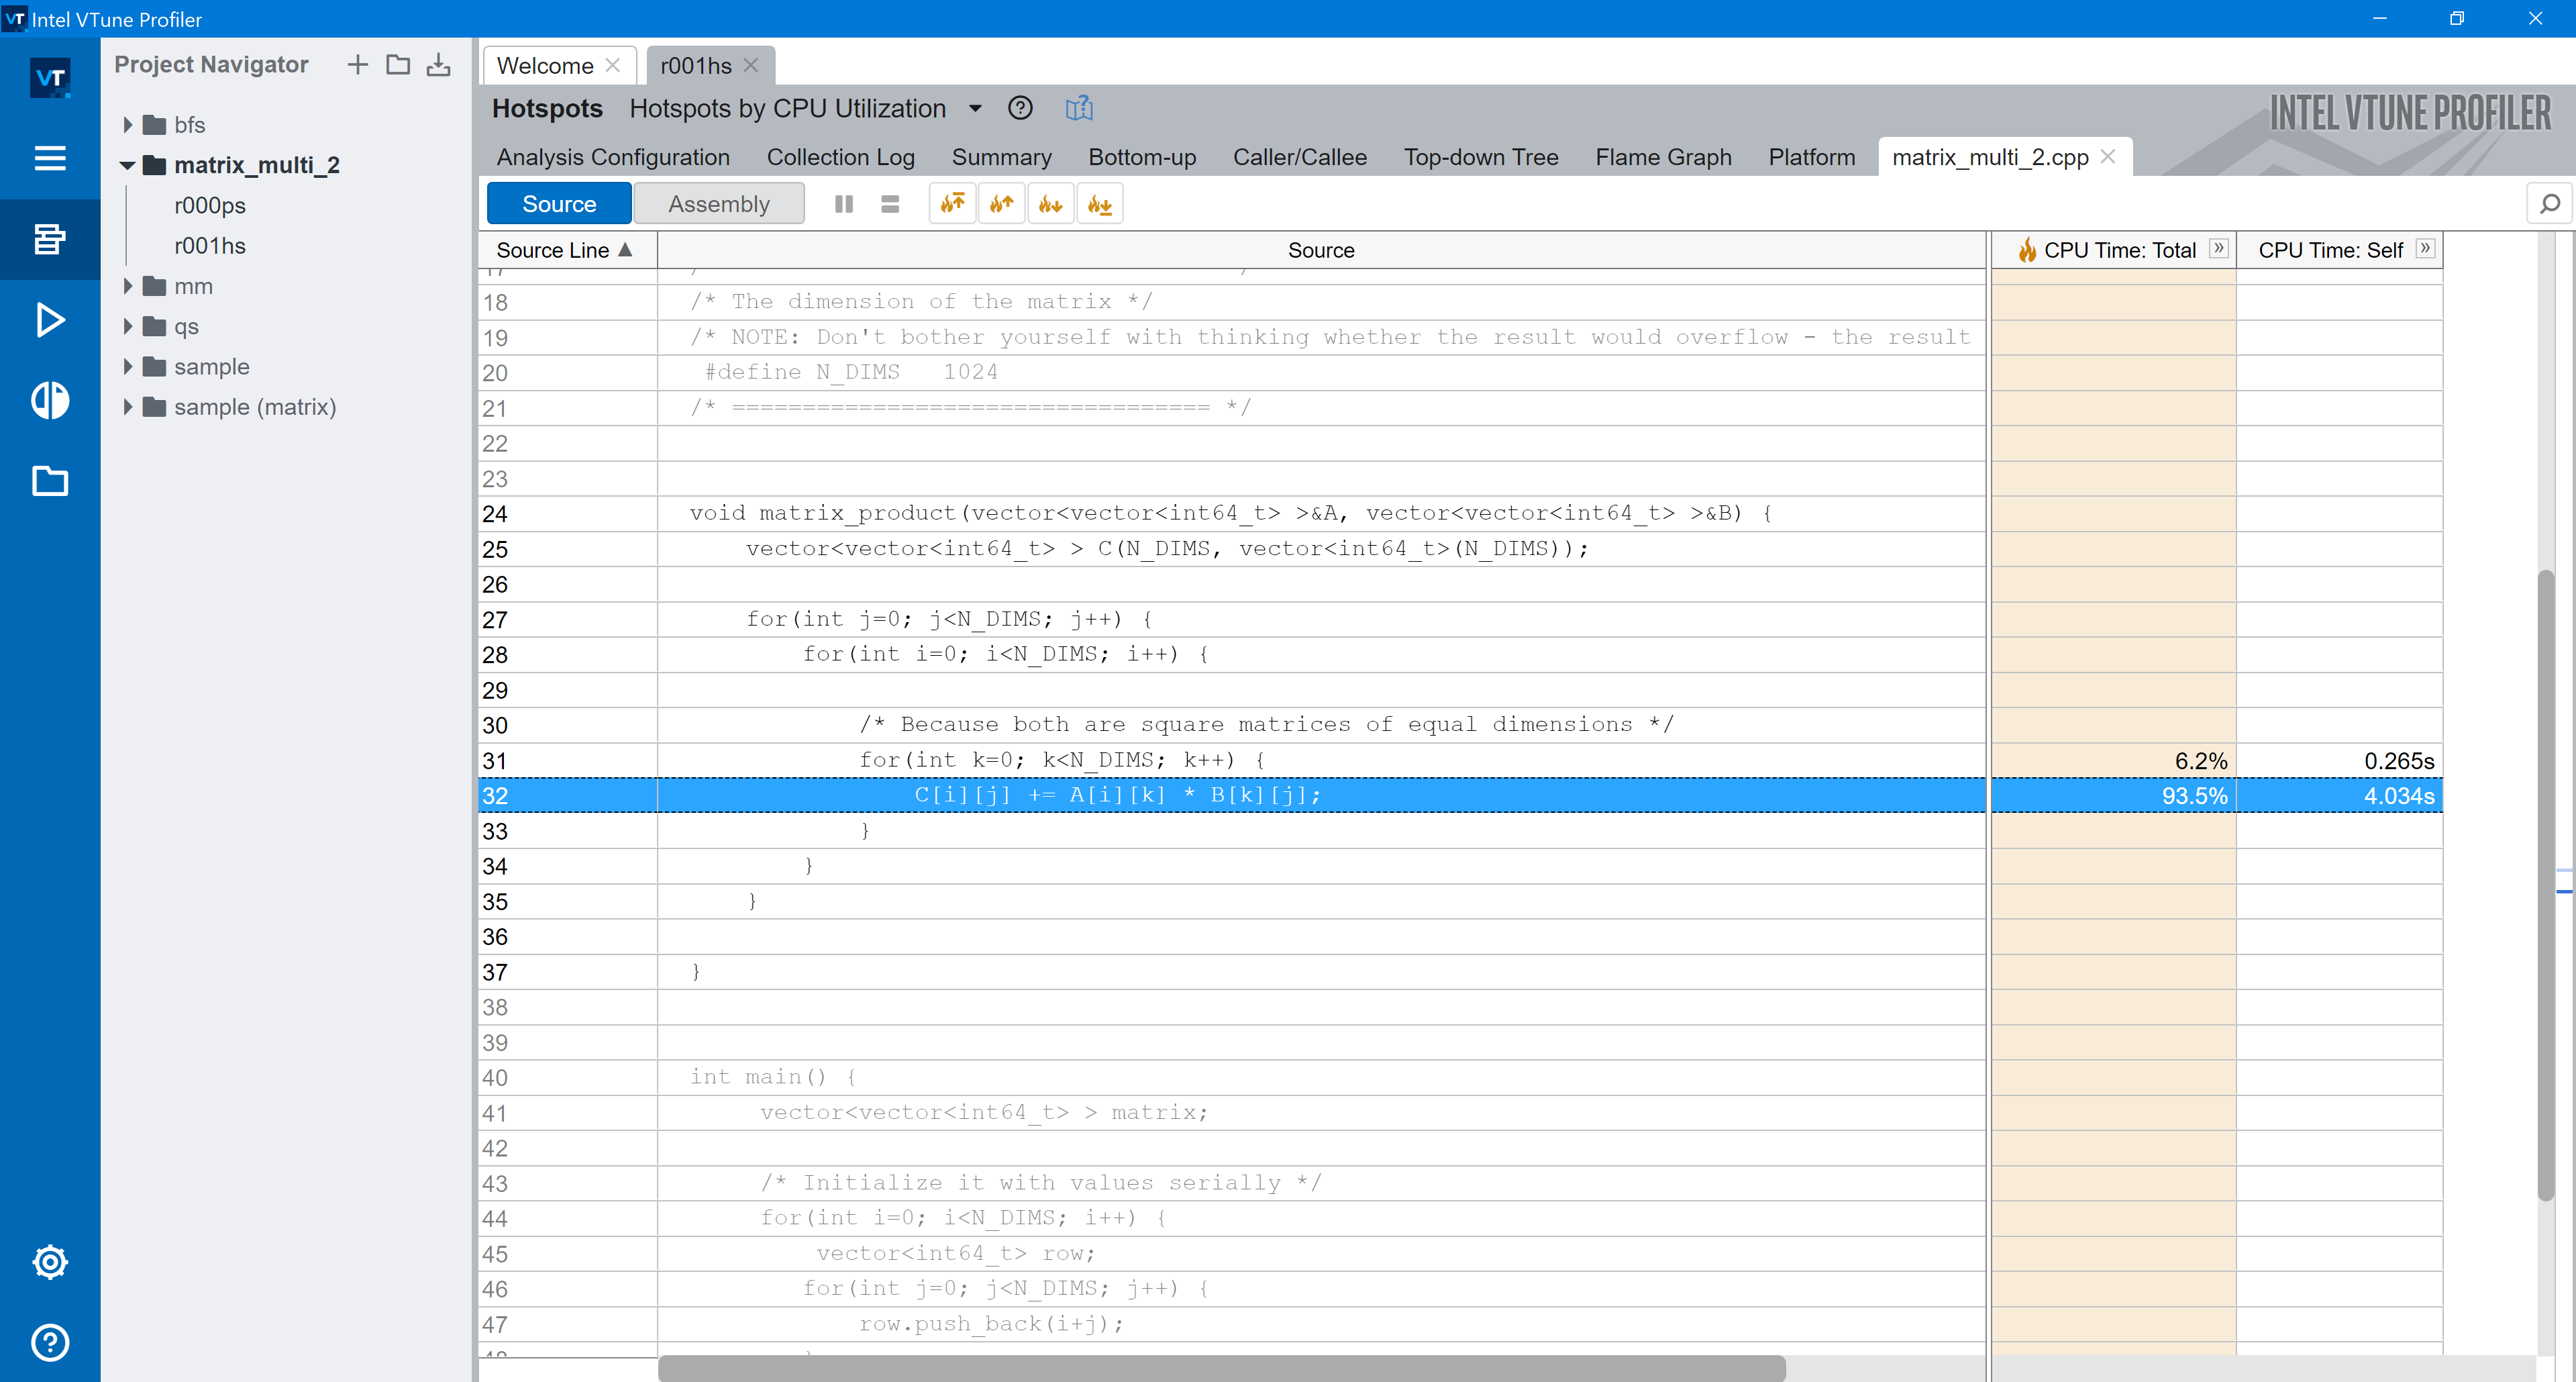 VT Intel VTune Profiler
VT
Project Navigator
bfs
matrix_multi_2
r000ps
r001hs
mm
qs
sample
sample (matrix)
Welcome
r001hs
Hotspots Hotspots by CPU Utilization
INTEL VTUNE PROFILER
Analysis Configuration Collection Log Summary Bottom-up Caller/Callee Top-down Tree Flame Graph Platform matrix_multi_2.cpp
Source Assembly
Source Line ▲ Source CPU Time: Total CPU Time: Self
18 /* The dimension of the matrix */
19 /* NOTE: Don't bother yourself with thinking whether the result would overflow - the result
20 #define N_DIMS 1024
21 /* ================================== */
22
23
24 void matrix_product(vector<vector<int64_t> >&A, vector<vector<int64_t> >&B) {
25 vector<vector<int64_t> > C(N_DIMS, vector<int64_t>(N_DIMS));
26
27 for(int j=0; j<N_DIMS; j++) {
28 for(int i=0; i<N_DIMS; i++) {
29
30 /* Because both are square matrices of equal dimensions */
31 for(int k=0; k<N_DIMS; k++) { 6.2% 0.265s
32 C[i][j] += A[i][k] * B[k][j]; 93.5% 4.034s
33 }
34 }
35 }
36
37 }
38
39
40 int main() {
41 vector<vector<int64_t> > matrix;
42
43 /* Initialize it with values serially */
44 for(int i=0; i<N_DIMS; i++) {
45 vector<int64_t> row;
46 for(int j=0; j<N_DIMS; j++) {
47 row.push_back(i+j);